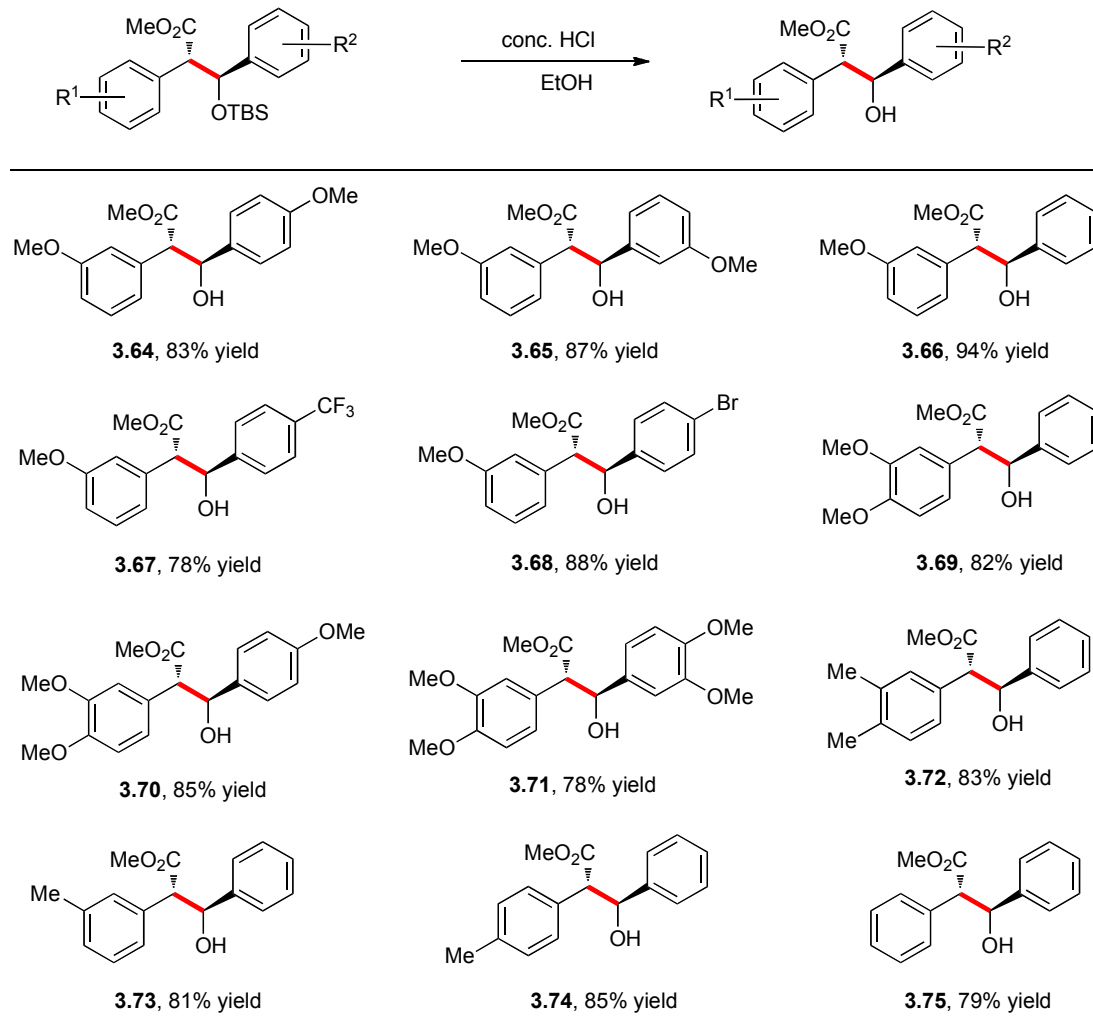 MeO2C MeO2C
R2 conc. HCl R2
R1 EtOH R1
OTBS OH
MeO2C OMe MeO2C MeO2C
MeO MeO OMe MeO
OH OH OH
3.64, 83% yield 3.65, 87% yield 3.66, 94% yield
MeO2C CF3 MeO2C Br MeO2C
MeO MeO MeO
OH OH MeO OH
3.67, 78% yield 3.68, 88% yield 3.69, 82% yield
MeO2C OMe MeO2C OMe MeO2C
MeO MeO OMe Me
MeO OH MeO OH Me OH
3.70, 85% yield 3.71, 78% yield 3.72, 83% yield
MeO2C MeO2C MeO2C
Me OH Me OH OH
3.73, 81% yield 3.74, 85% yield 3.75, 79% yield